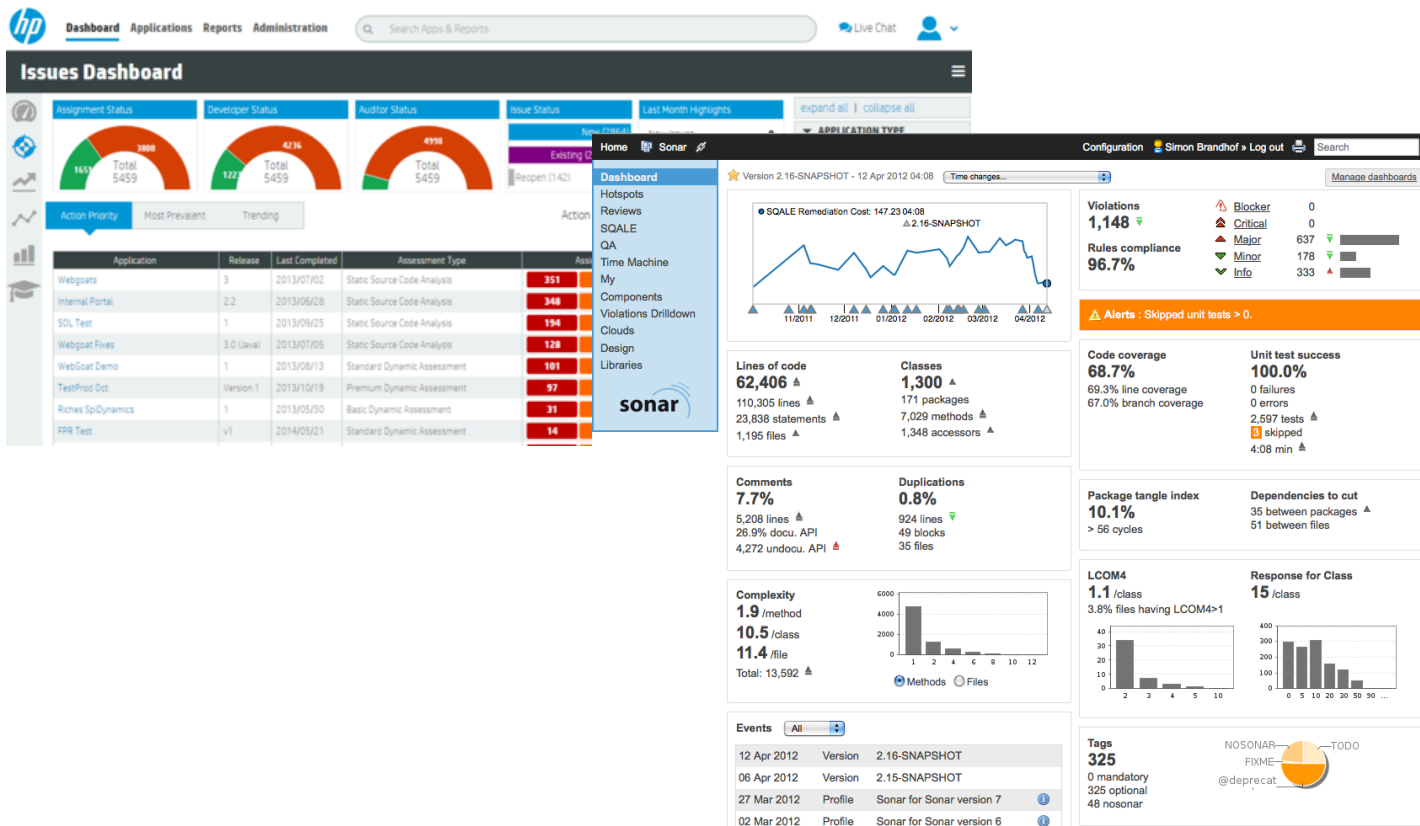 hp Dashboard Applications Reports Administration Search Apps & Reports Live Chat
Issues Dashboard
Assignment Status Developer Status Auditor Status Issue Status Last Month Highlights expand all | collapse all
3808 4236 4998
165 Total 5459
122 Total 5459
Total 5459
New (2864)
Existing (2
Reopen (142)
New Issues
APPLICATION TYPE
Action Priority Most Prevalent Trending Action
Application Release Last Completed Assessment Type Assi
Webgoats 3 2013/07/02 Static Source Code Analysis 351
Internal Portal 2.2 2013/06/28 Static Source Code Analysis 348
SQL Test 1 2013/09/25 Static Source Code Analysis 194
Webgoat Fixes 3.0 (Java) 2013/07/05 Static Source Code Analysis 128
WebGoat Demo 1 2013/08/13 Standard Dynamic Assessment 101
TestProd Oct Version 1 2013/10/19 Premium Dynamic Assessment 97
Riches SpiDynamics 1 2013/05/30 Basic Dynamic Assessment 31
FPR Test v1 2014/05/21 Standard Dynamic Assessment 14
Home Sonar Configuration Simon Brandhof » Log out Search
Dashboard
Hotspots
Reviews
SQALE
QA
Time Machine
My
Components
Violations Drilldown
Clouds
Design
Libraries
sonar
Version 2.16-SNAPSHOT - 12 Apr 2012 04:08 Time changes... Manage dashboards
SQALE Remediation Cost: 147.23 04:08
2.16-SNAPSHOT
11/2011 12/2011 01/2012 02/2012 03/2012 04/2012
Lines of code
62,406
110,305 lines
23,838 statements
1,195 files
Classes
1,300
171 packages
7,029 methods
1,348 accessors
Comments
7.7%
5,208 lines
26.9% docu. API
4,272 undocu. API
Duplications
0.8%
924 lines
49 blocks
35 files
Complexity
1.9 /method
10.5 /class
11.4 /file
Total: 13,592
6000
4000
2000
0
1 2 4 6 8 10 12
Methods Files
Events All
12 Apr 2012 Version 2.16-SNAPSHOT
06 Apr 2012 Version 2.15-SNAPSHOT
27 Mar 2012 Profile Sonar for Sonar version 7
02 Mar 2012 Profile Sonar for Sonar version 6
Violations
1,148
Rules compliance
96.7%
Blocker 0
Critical 0
Major 637
Minor 178
Info 333
Alerts : Skipped unit tests > 0.
Code coverage
68.7%
69.3% line coverage
67.0% branch coverage
Unit test success
100.0%
0 failures
0 errors
2,597 tests
3 skipped
4:08 min
Package tangle index
10.1%
> 56 cycles
Dependencies to cut
35 between packages
51 between files
LCOM4
1.1 /class
3.8% files having LCOM4>1
40
30
20
10
0
2 3 4 5 10
Response for Class
15 /class
400
300
200
100
0
0 5 10 20 30 50 90 ...
Tags
325
0 mandatory
325 optional
48 nosonar
NOSONAR TODO
FIXME
@deprecat